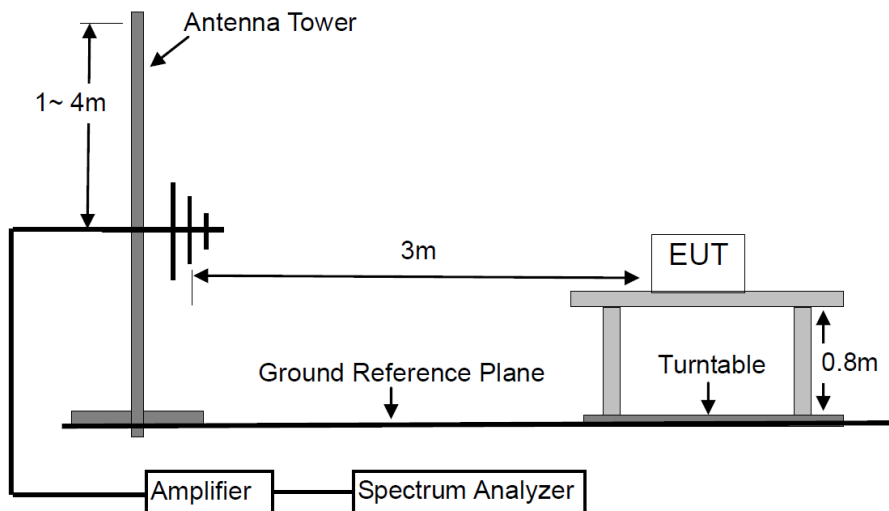 Antenna Tower
1~ 4m
3m
EUT
Ground Reference Plane
Turntable
0.8m
Amplifier
Spectrum Analyzer